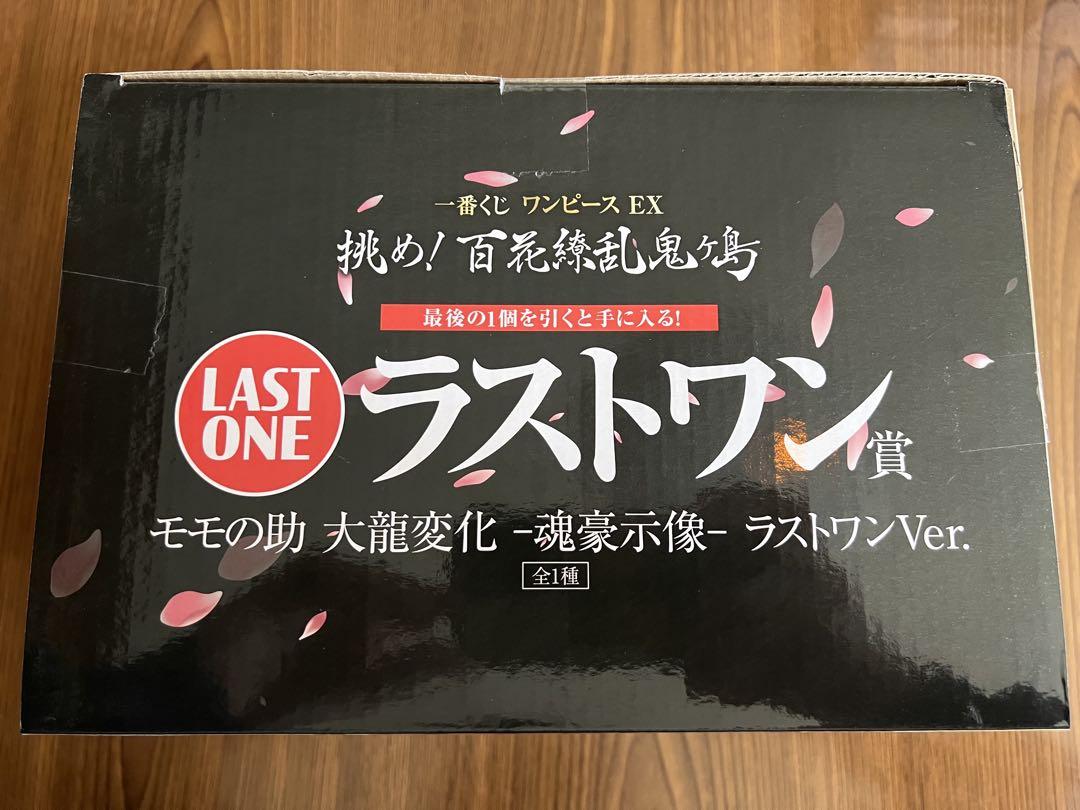 一番くじ ワンピース EX
挑め!百花繚乱鬼ヶ島
最後の1個を引くと手に入る!
LAST
ONE
ラストワン賞
モモの助 大龍変化 -魂豪示像- ラストワンVer.
全1種